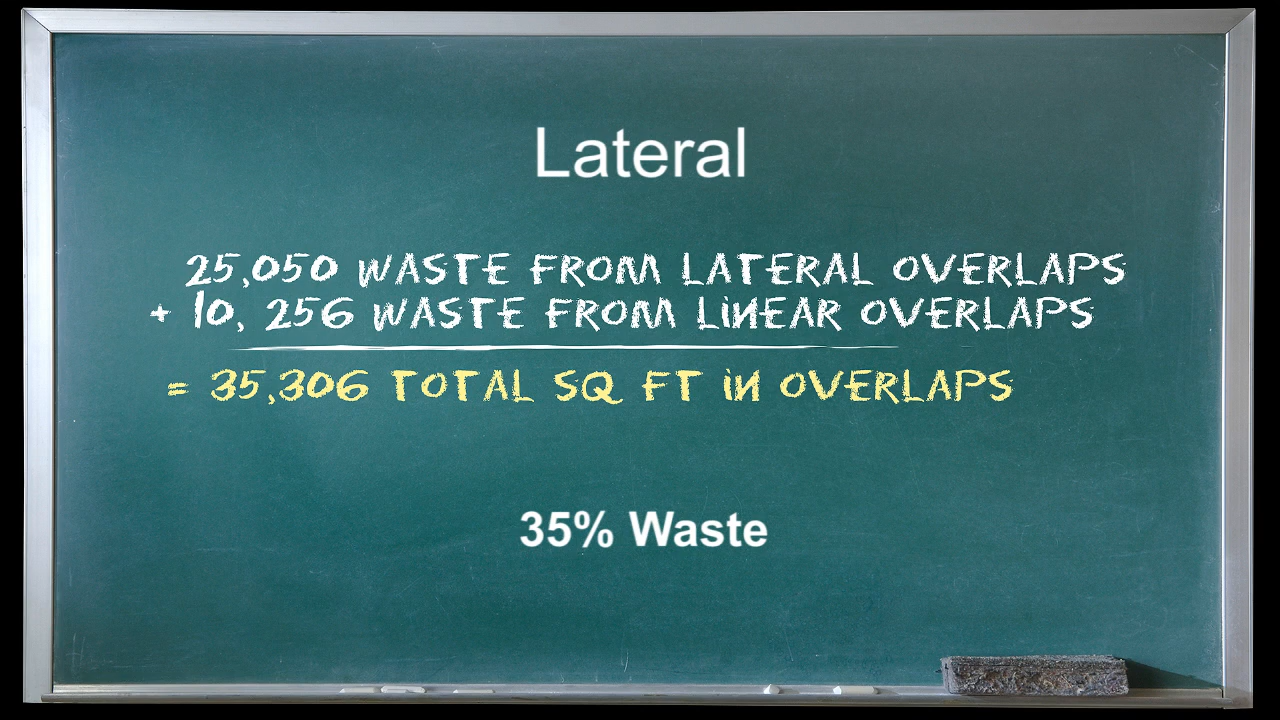 Lateral
25,050 WASTE FROM LATERAL OVERLAPS
+ 10, 256 WASTE FROM LINEAR OVERLAPS
= 35,306 TOTAL SQ FT IN OVERLAPS
35% Waste